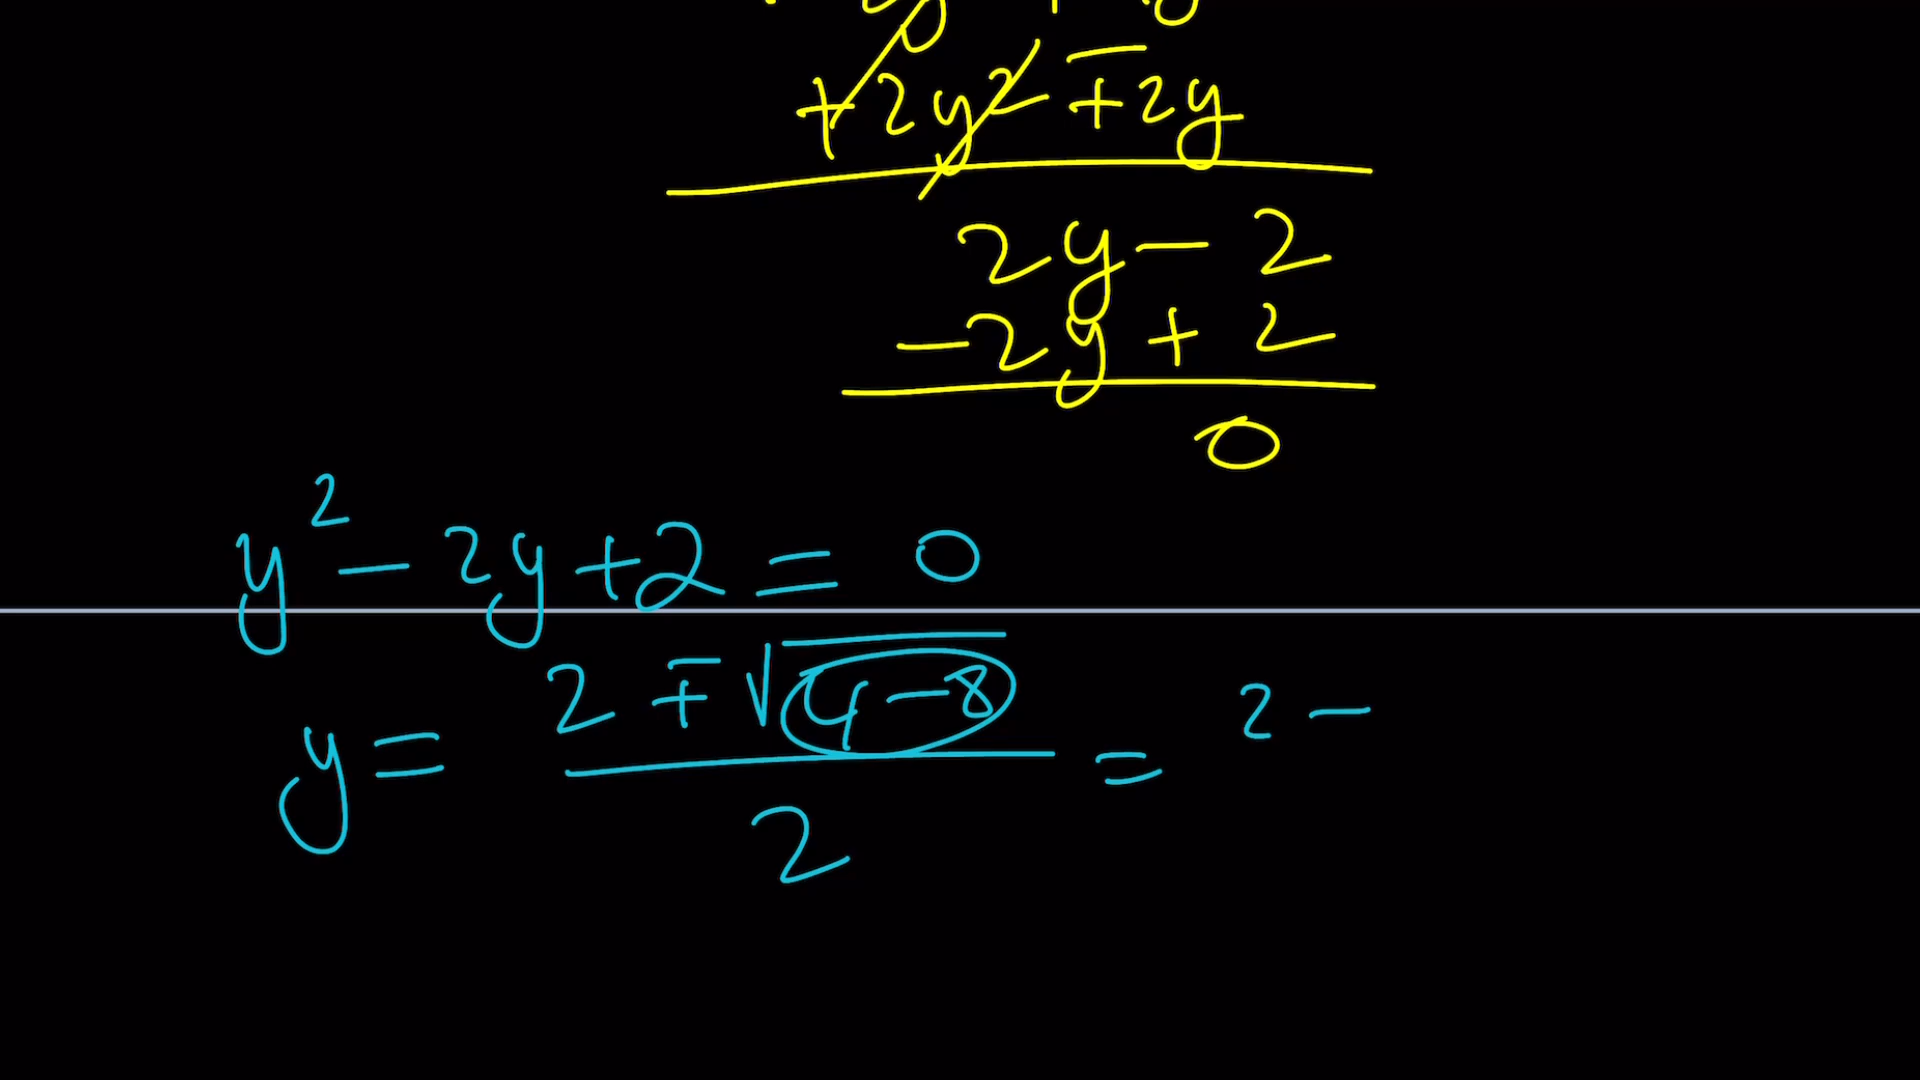 +2y² ∓2y
2y − 2
−2y + 2
0
y² − 2y + 2 = 0
y = (2 ∓ √(4 − 8)) / 2 = 2 −